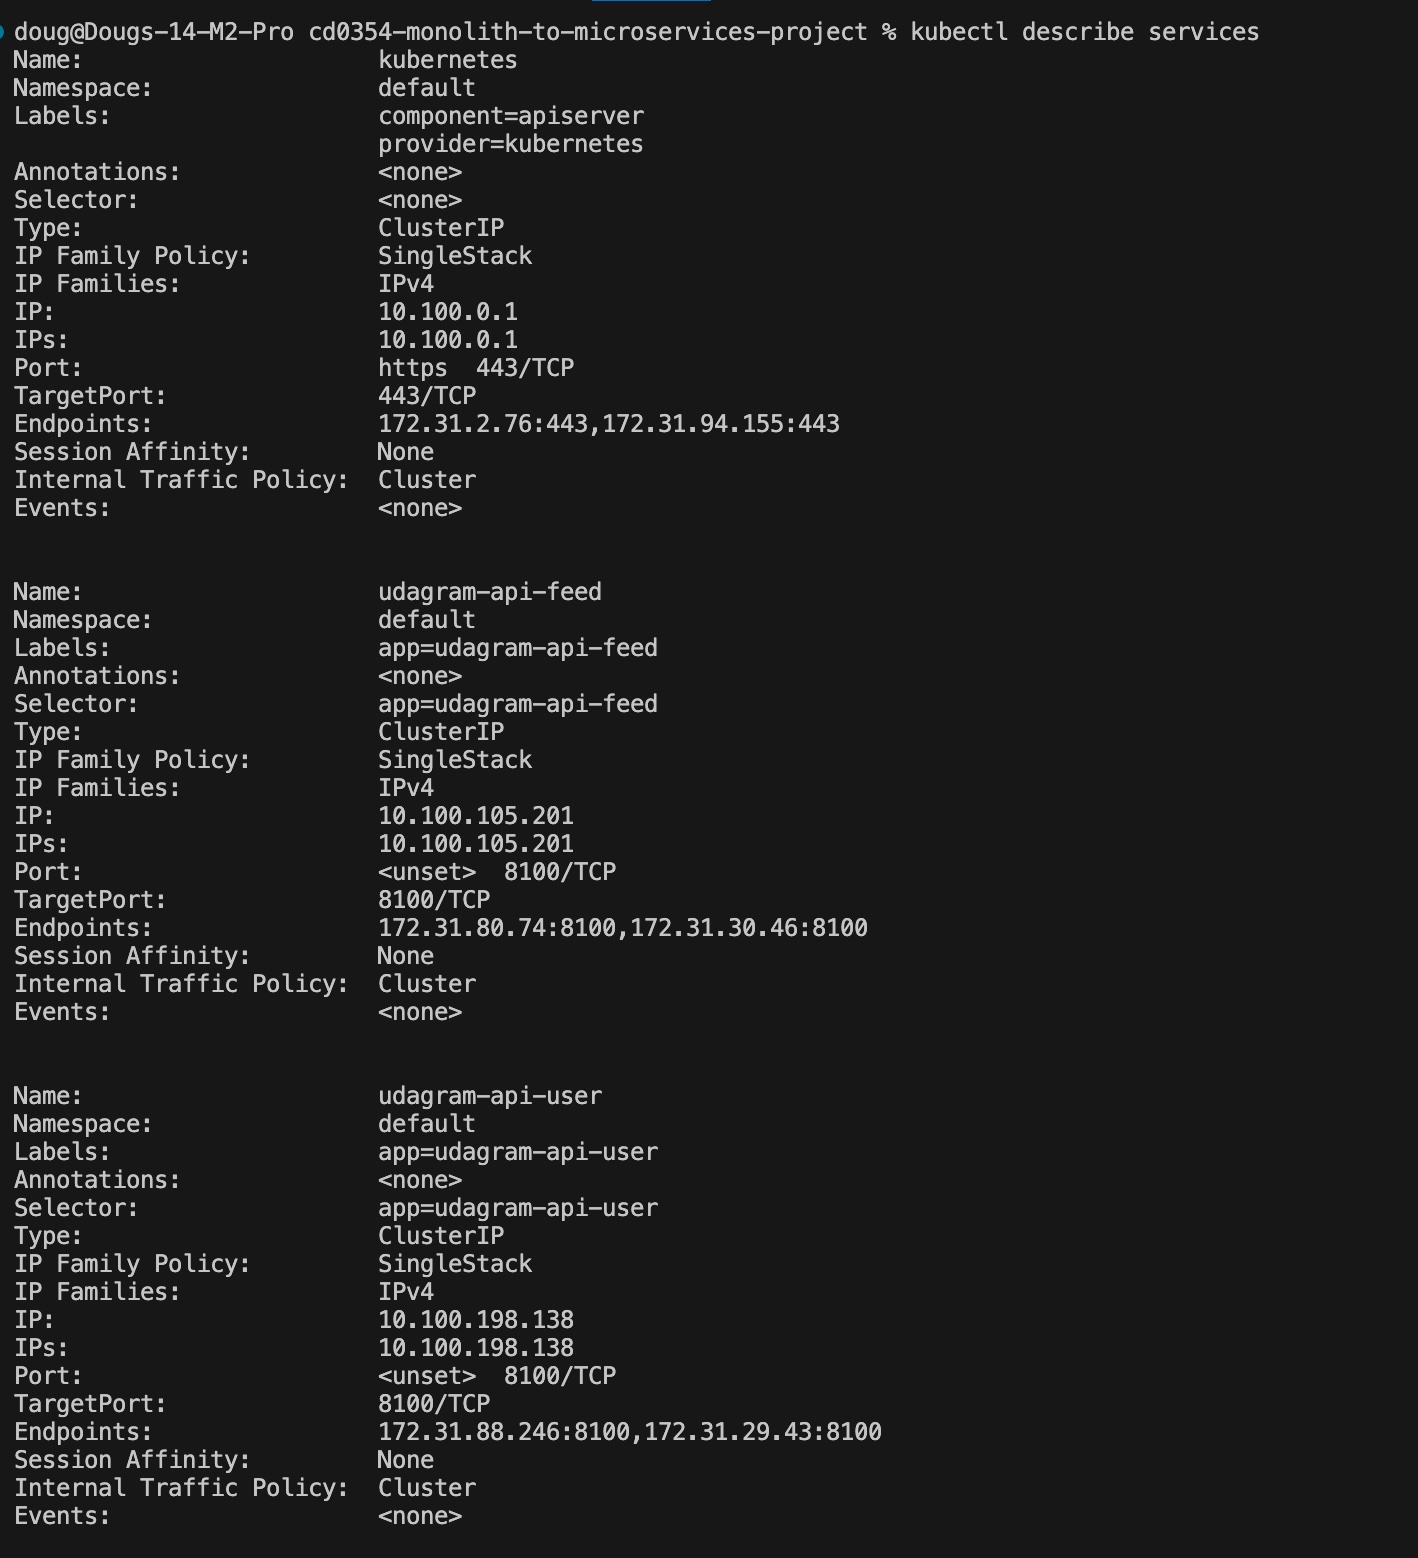 doug@Dougs-14-M2-Pro cd0354-monolith-to-microservices-project % kubectl describe services
Name:                     kubernetes
Namespace:                default
Labels:                   component=apiserver
                          provider=kubernetes
Annotations:              <none>
Selector:                 <none>
Type:                     ClusterIP
IP Family Policy:         SingleStack
IP Families:              IPv4
IP:                       10.100.0.1
IPs:                      10.100.0.1
Port:                     https  443/TCP
TargetPort:               443/TCP
Endpoints:                172.31.2.76:443,172.31.94.155:443
Session Affinity:         None
Internal Traffic Policy:  Cluster
Events:                   <none>
Name:                     udagram-api-feed
Namespace:                default
Labels:                   app=udagram-api-feed
Annotations:              <none>
Selector:                 app=udagram-api-feed
Type:                     ClusterIP
IP Family Policy:         SingleStack
IP Families:              IPv4
IP:                       10.100.105.201
IPs:                      10.100.105.201
Port:                     <unset>  8100/TCP
TargetPort:               8100/TCP
Endpoints:                172.31.80.74:8100,172.31.30.46:8100
Session Affinity:         None
Internal Traffic Policy:  Cluster
Events:                   <none>
Name:                     udagram-api-user
Namespace:                default
Labels:                   app=udagram-api-user
Annotations:              <none>
Selector:                 app=udagram-api-user
Type:                     ClusterIP
IP Family Policy:         SingleStack
IP Families:              IPv4
IP:                       10.100.198.138
IPs:                      10.100.198.138
Port:                     <unset>  8100/TCP
TargetPort:               8100/TCP
Endpoints:                172.31.88.246:8100,172.31.29.43:8100
Session Affinity:         None
Internal Traffic Policy:  Cluster
Events:                   <none>